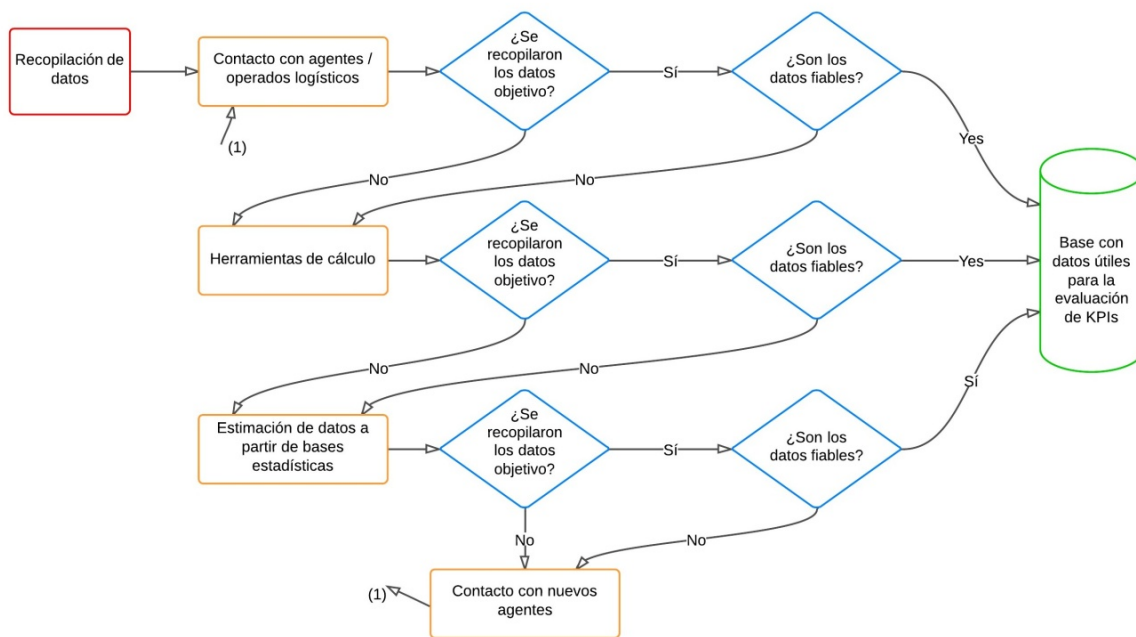 Recopilación de
datos
Contacto con agentes /
operados logísticos
¿Se
recopilaron
los datos
objetivo?
Sí
¿Son los
datos fiables?
Yes
(1)
No
No
Herramientas de cálculo
¿Se
recopilaron
los datos
objetivo?
Sí
¿Son los
datos fiables?
Yes
Base con
datos útiles
para la
evaluación
de KPIs
No
No
Estimación de datos a
partir de bases
estadísticas
¿Se
recopilaron
los datos
objetivo?
Sí
¿Son los
datos fiables?
Sí
No
No
(1)
Contacto con nuevos
agentes